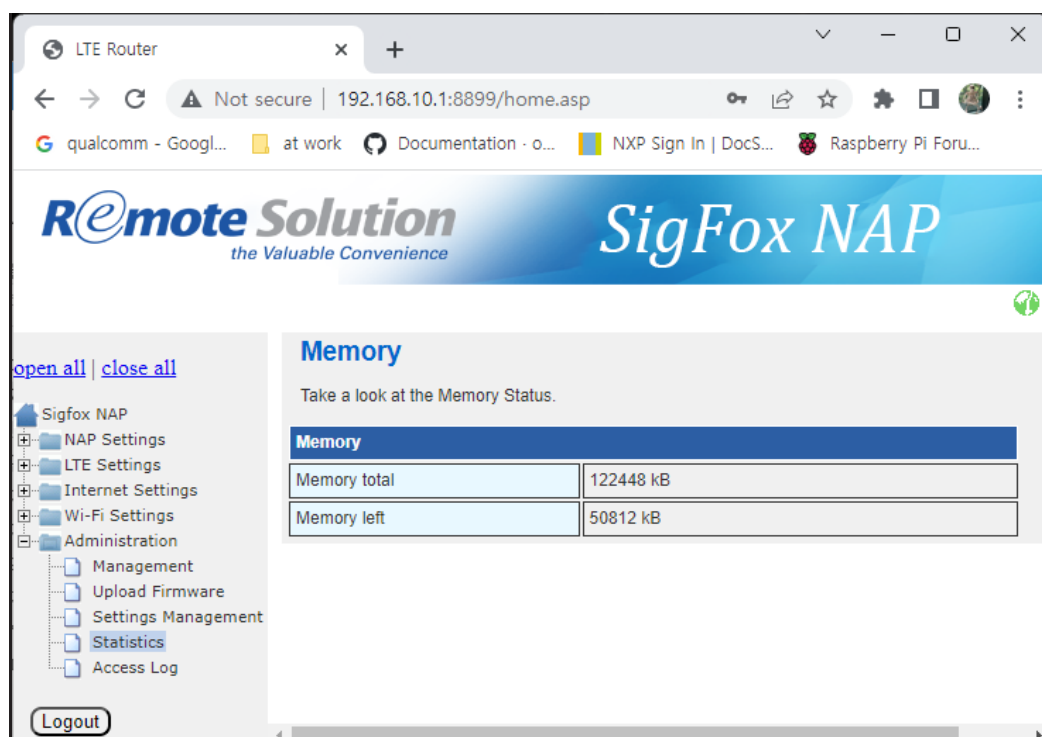 LTE Router
Not secure | 192.168.10.1:8899/home.asp
qualcomm - Googl...
at work
Documentation - o...
NXP Sign In | DocS...
Raspberry Pi Foru...
Remote Solution
the Valuable Convenience
SigFox NAP
open all | close all
Sigfox NAP
NAP Settings
LTE Settings
Internet Settings
Wi-Fi Settings
Administration
Management
Upload Firmware
Settings Management
Statistics
Access Log
Logout
Memory
Take a look at the Memory Status.
Memory
Memory total 122448 kB
Memory left 50812 kB